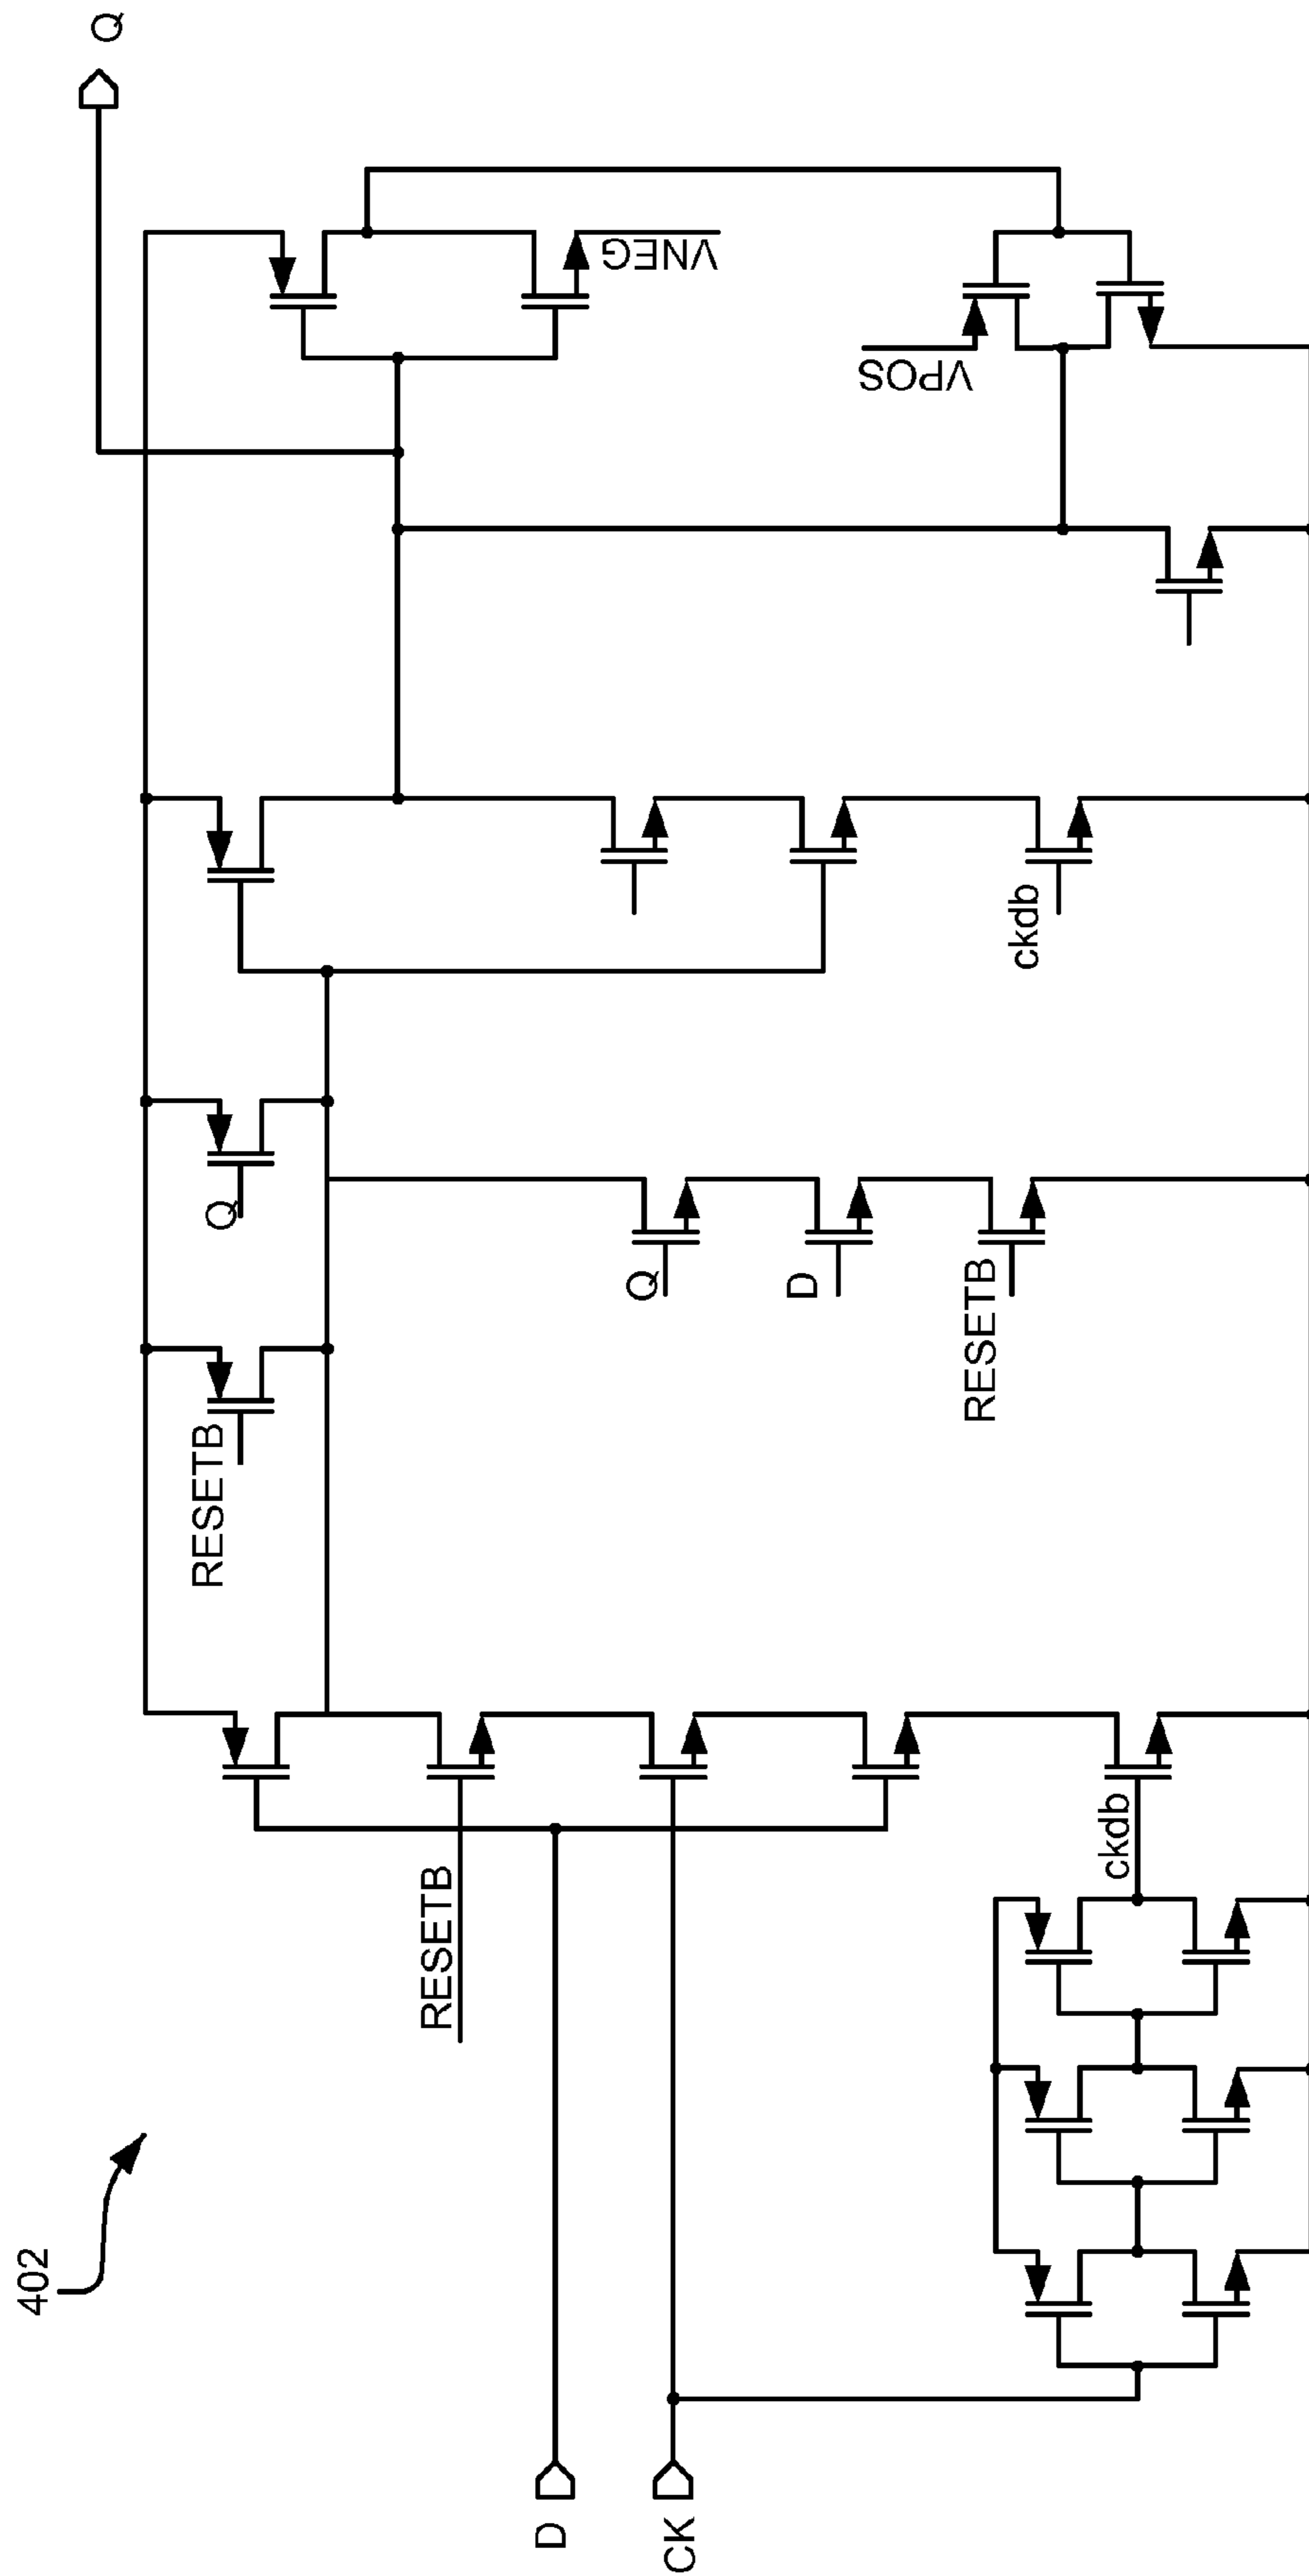 402
D
CK
RESETB
ckdb
RESETB
Q
Q
D
RESETB
ckdb
VNEG
VPOS
Q